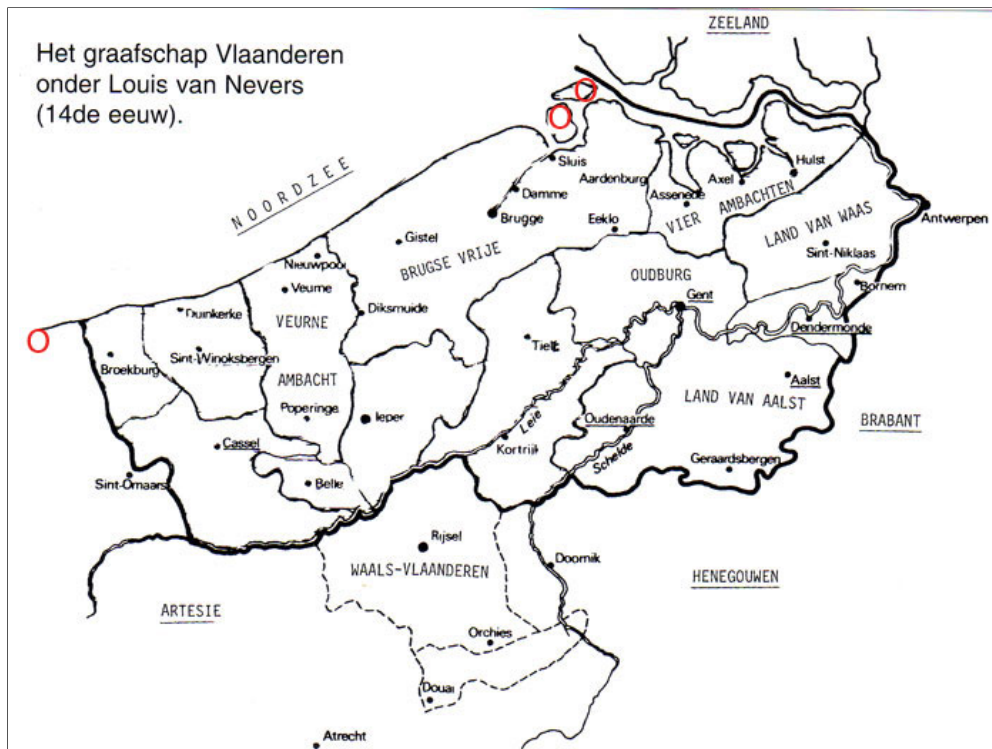 ZEELAND
Het graafschap Vlaanderen
onder Louis van Nevers
(14de eeuw).
NOORDZEE
Sluis
Hulst
Aardenburg
Axel
Damme
Assenede
VIER AMBACHTEN
Brugge
Antwerpen
Eeklo
LAND VAN WAAS
Gistel
BRUGSE VRIJE
Sint-Niklaas
Nieuwpoort
OUDBURG
Veurne
Bornem
Gent
Duinkerke
Diksmuide
VEURNE
Dendermonde
Tielt
Broekburg
Sint-Winoksbergen
AMBACHT
Aalst
LAND VAN AALST
Poperinge
Ieper
Leie
Oudenaarde
BRABANT
Cassel
Kortrijk
Schelde
Geraardsbergen
Sint-Omaars
Belle
Rijsel
Doornik
WAALS-VLAANDEREN
HENEGOUWEN
ARTESIE
Orchies
Douai
Atrecht